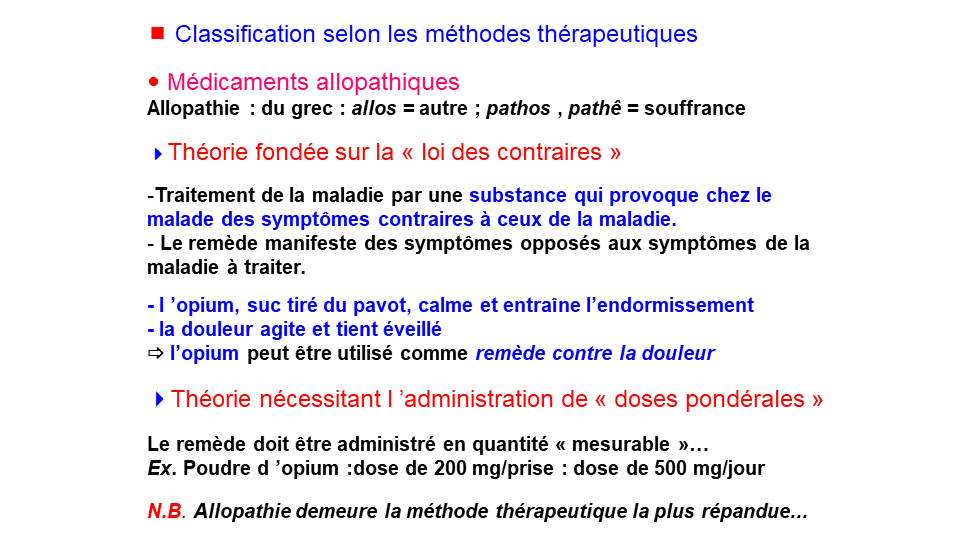 ■ Classification selon les méthodes thérapeutiques
• Médicaments allopathiques
Allopathie : du grec : allos = autre ; pathos , pathê = souffrance
Théorie fondée sur la « loi des contraires »
-Traitement de la maladie par une substance qui provoque chez le
malade des symptômes contraires à ceux de la maladie.
- Le remède manifeste des symptômes opposés aux symptômes de la
maladie à traiter.
- l ’opium, suc tiré du pavot, calme et entraîne l’endormissement
- la douleur agite et tient éveillé
⇨ l’opium peut être utilisé comme remède contre la douleur
Théorie nécessitant l ’administration de « doses pondérales »
Le remède doit être administré en quantité « mesurable »…
Ex. Poudre d ’opium :dose de 200 mg/prise : dose de 500 mg/jour
N.B. Allopathie demeure la méthode thérapeutique la plus répandue...